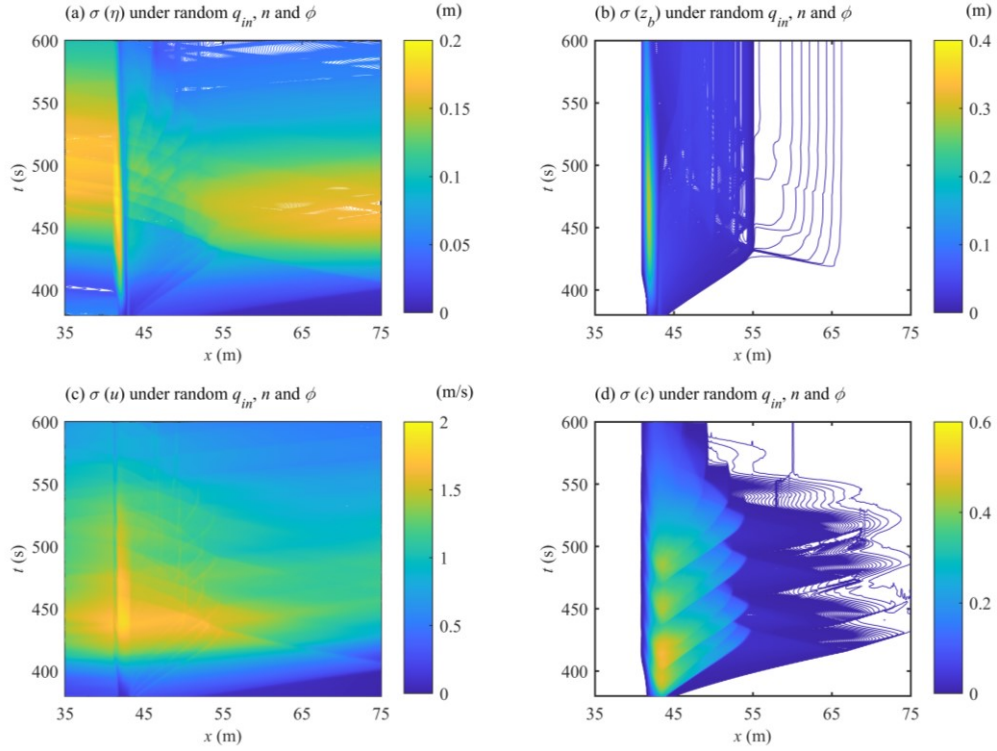 (a) σ (η) under random q_in, n and ϕ (m)
600
550
500
450
400
t (s)
35 45 55 65 75
x (m)
0.2
0.15
0.1
0.05
0
(b) σ (z_b) under random q_in, n and ϕ (m)
600
550
500
450
400
t (s)
35 45 55 65 75
x (m)
0.4
0.3
0.2
0.1
0
(c) σ (u) under random q_in, n and ϕ (m/s)
600
550
500
450
400
t (s)
35 45 55 65 75
x (m)
2
1.5
1
0.5
0
(d) σ (c) under random q_in, n and ϕ
600
550
500
450
400
t (s)
35 45 55 65 75
x (m)
0.6
0.4
0.2
0